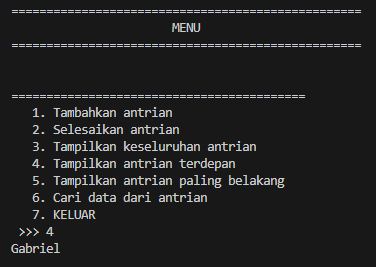 ==================================================
MENU
==================================================
==========================================
1. Tambahkan antrian
2. Selesaikan antrian
3. Tampilkan keseluruhan antrian
4. Tampilkan antrian terdepan
5. Tampilkan antrian paling belakang
6. Cari data dari antrian
7. KELUAR
>>> 4
Gabriel